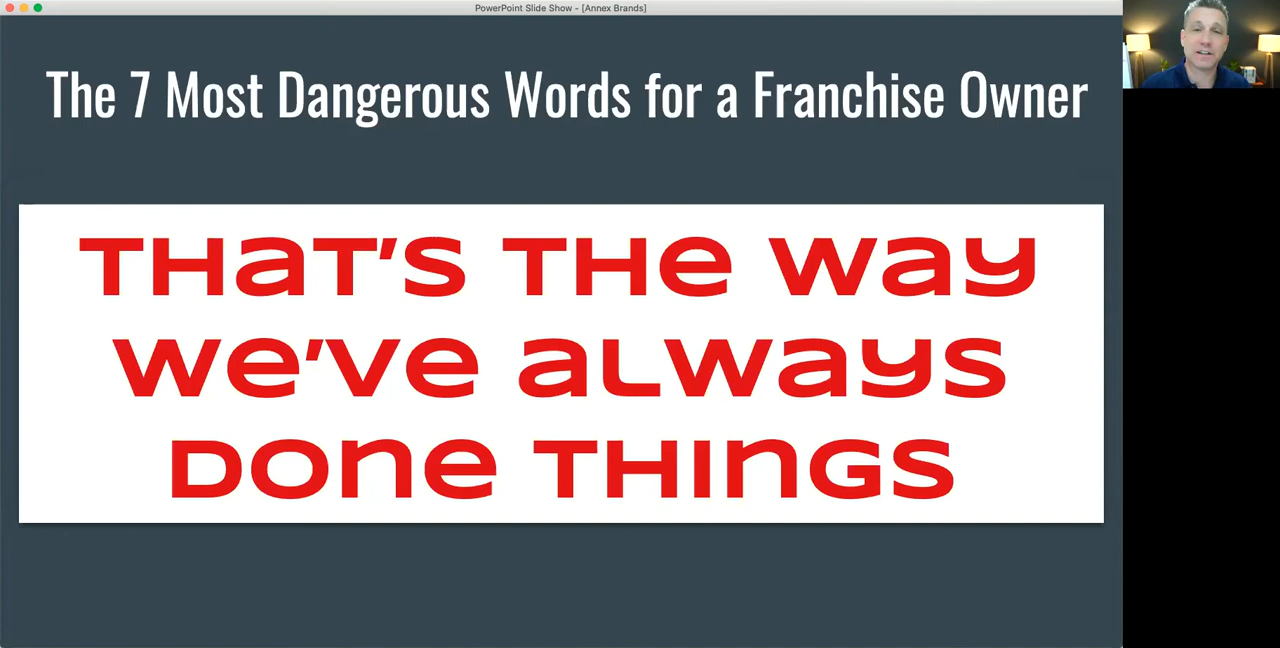 PowerPoint Slide Show - [Annex Brands]
The 7 Most Dangerous Words for a Franchise Owner
THaT'S THe way
we've aLways
Done THINGS